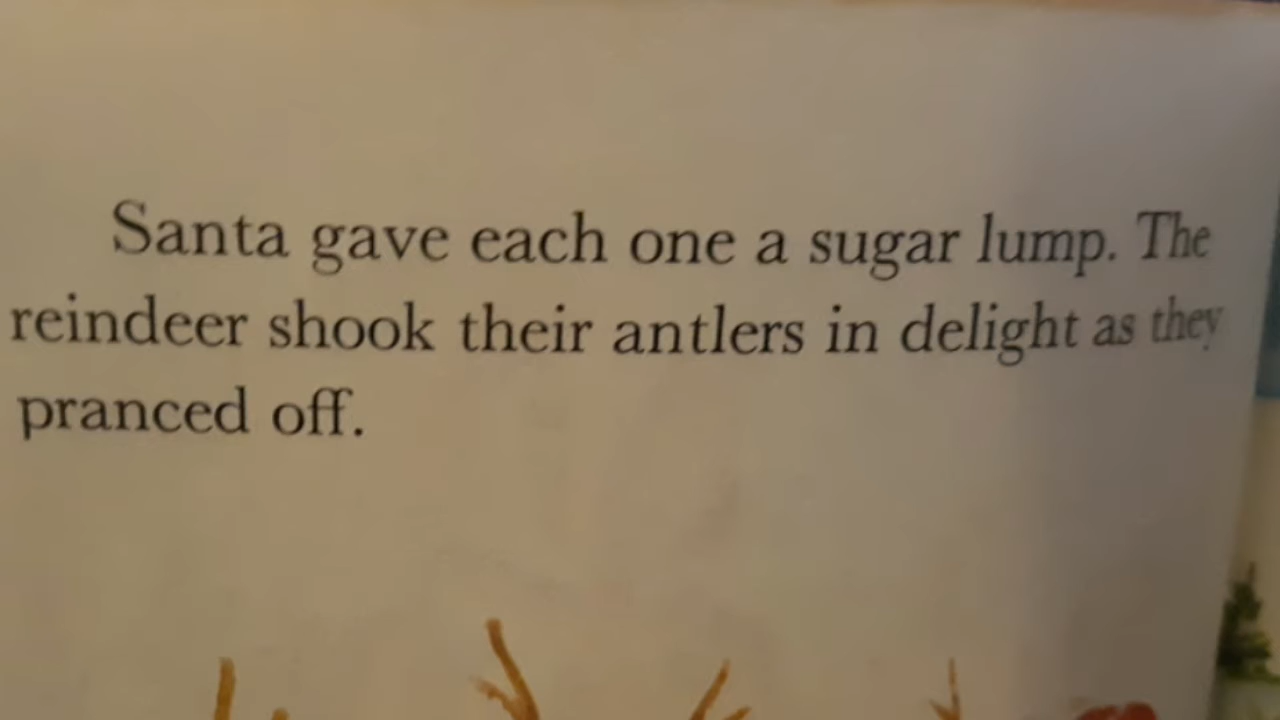 Santa gave each one a sugar lump. The
reindeer shook their antlers in delight as they
pranced off.